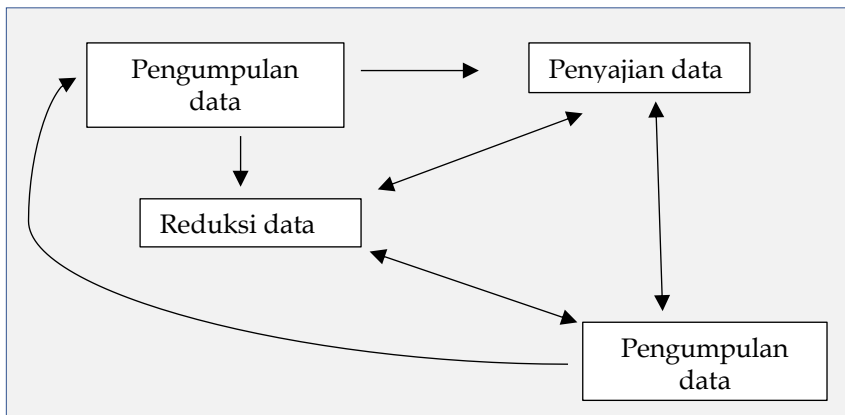 Pengumpulan
data
Penyajian data
Reduksi data
Pengumpulan
data